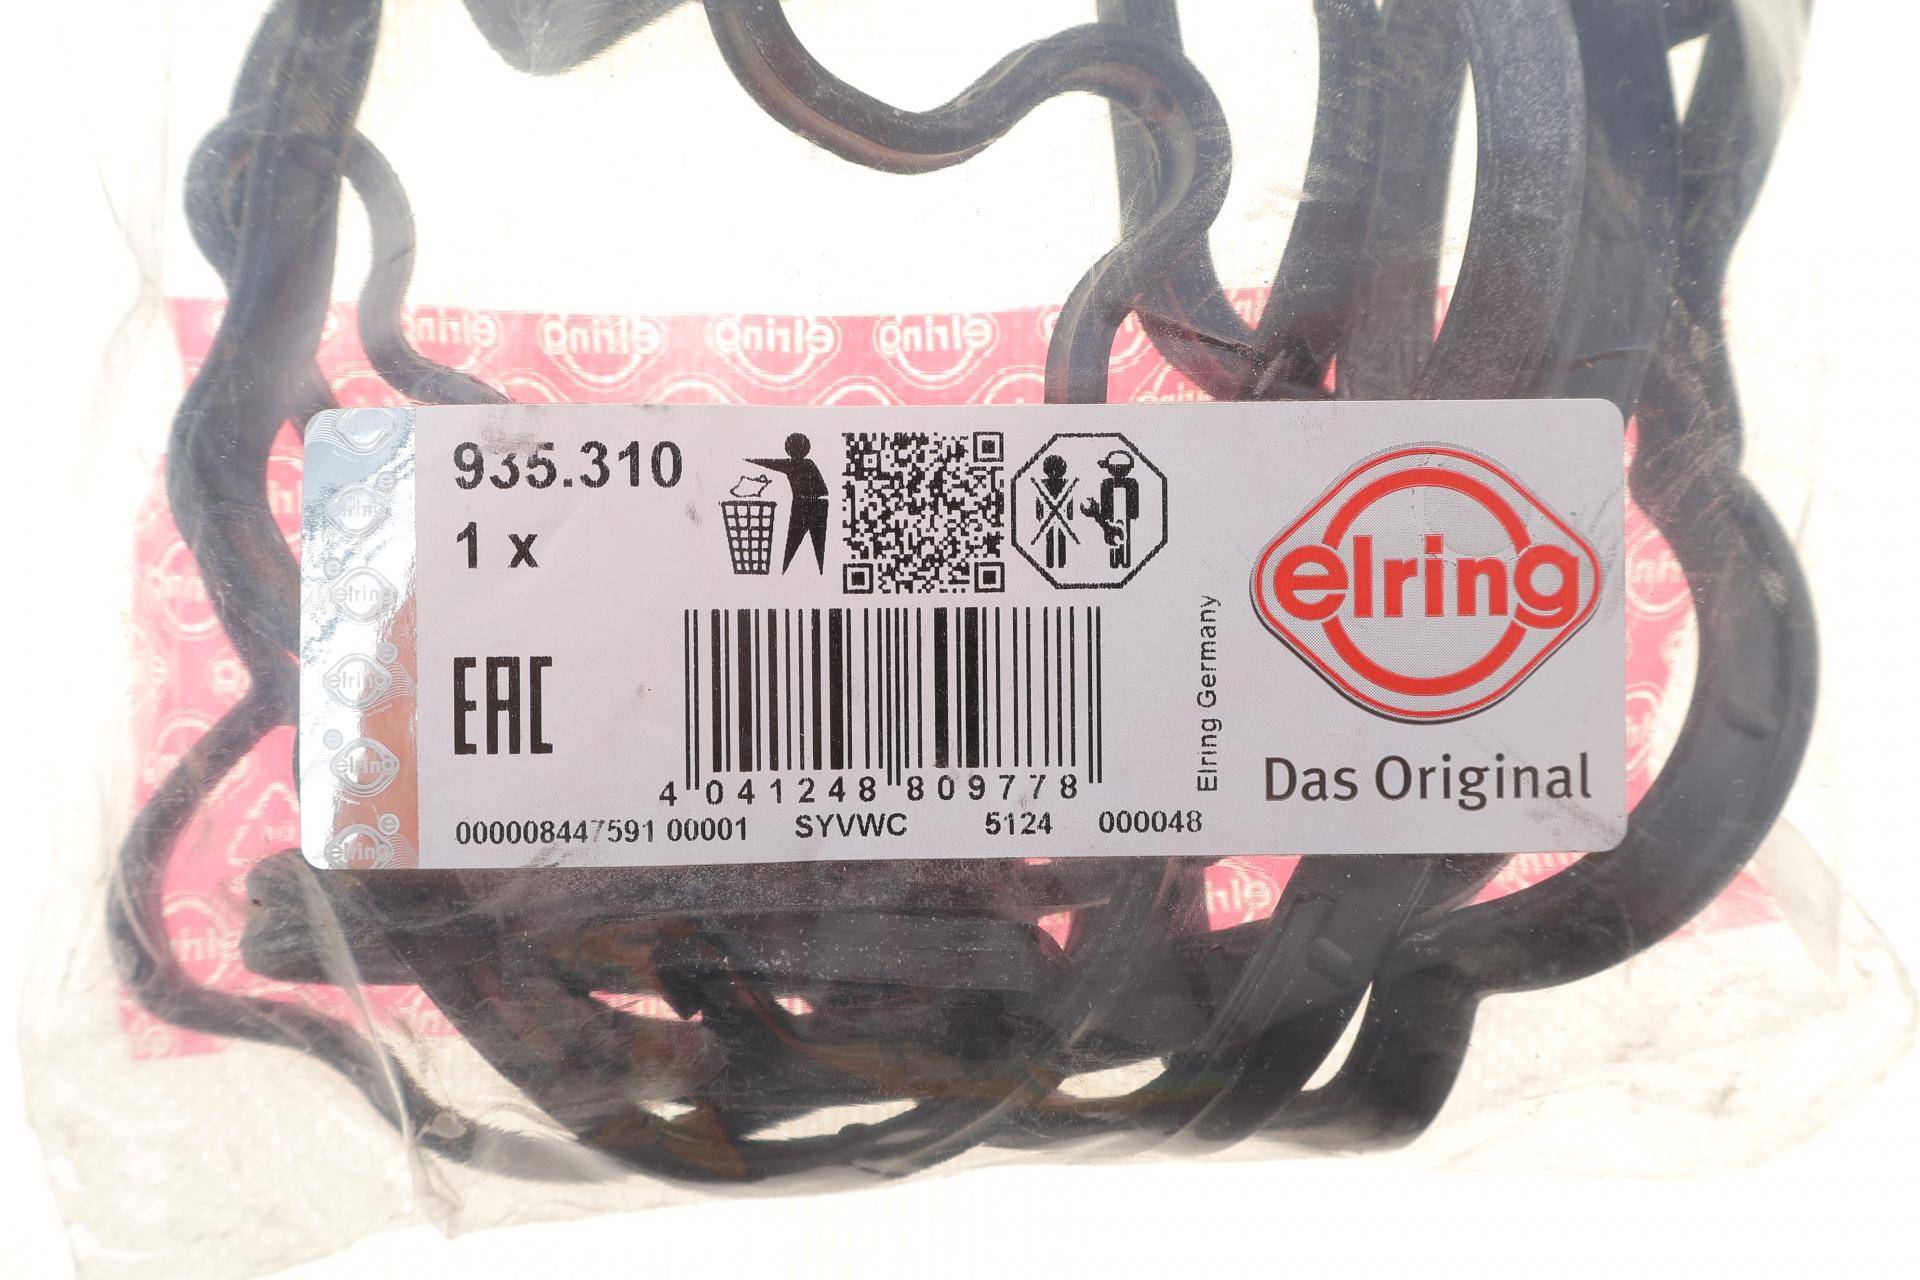 935.310
1 x
EAC
4 041248 809778
000008447591 00001 SYVWC 5124 000048
Elring Germany
elring
Das Original